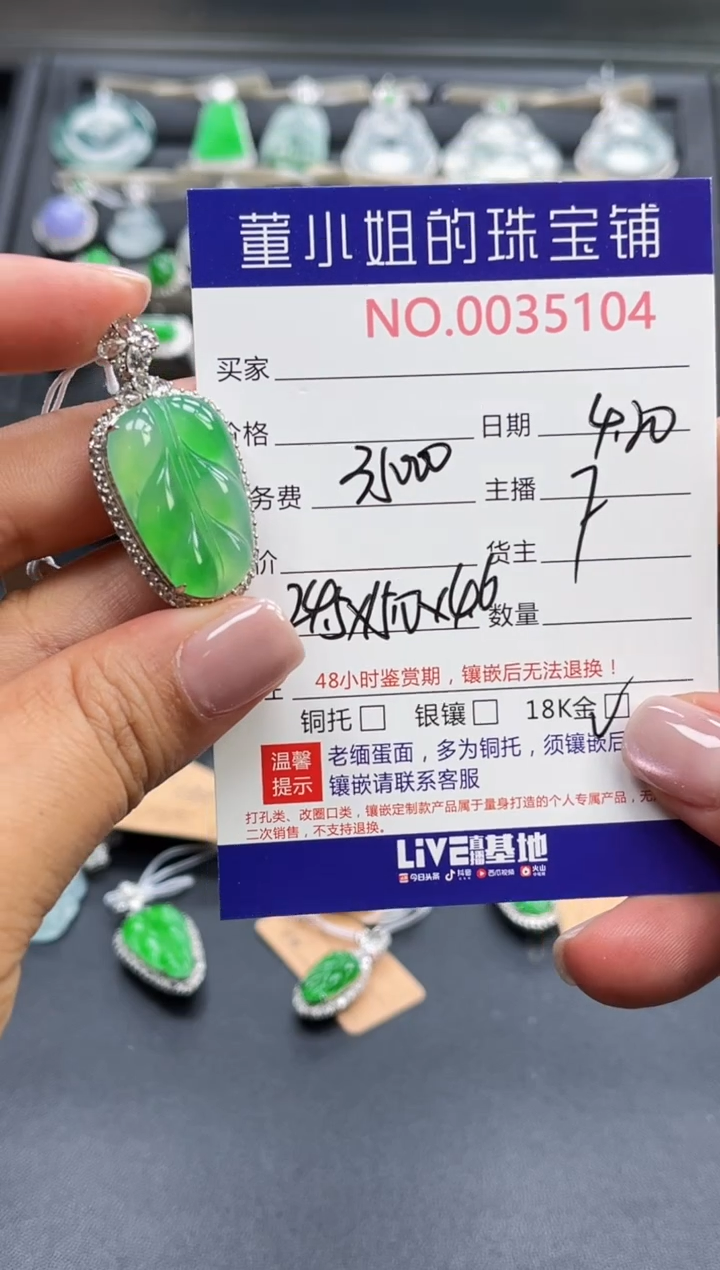 董小姐的珠宝铺
NO.0035104
买家
价格 日期 4.30
务费 35000 主播
价 货主
24.5X15.0X4.6 数量
48小时鉴赏期，镶嵌后无法退换！
铜托□ 银镶□ 18K金□✓
温馨提示 老缅蛋面，多为铜托，须镶嵌后
镶嵌请联系客服
打孔类、改圈口类，镶嵌定制款产品属于量身打造的个人专属产品，无
二次销售，不支持退换。
LiVE直播基地
今日头条 抖音 西瓜视频 火山